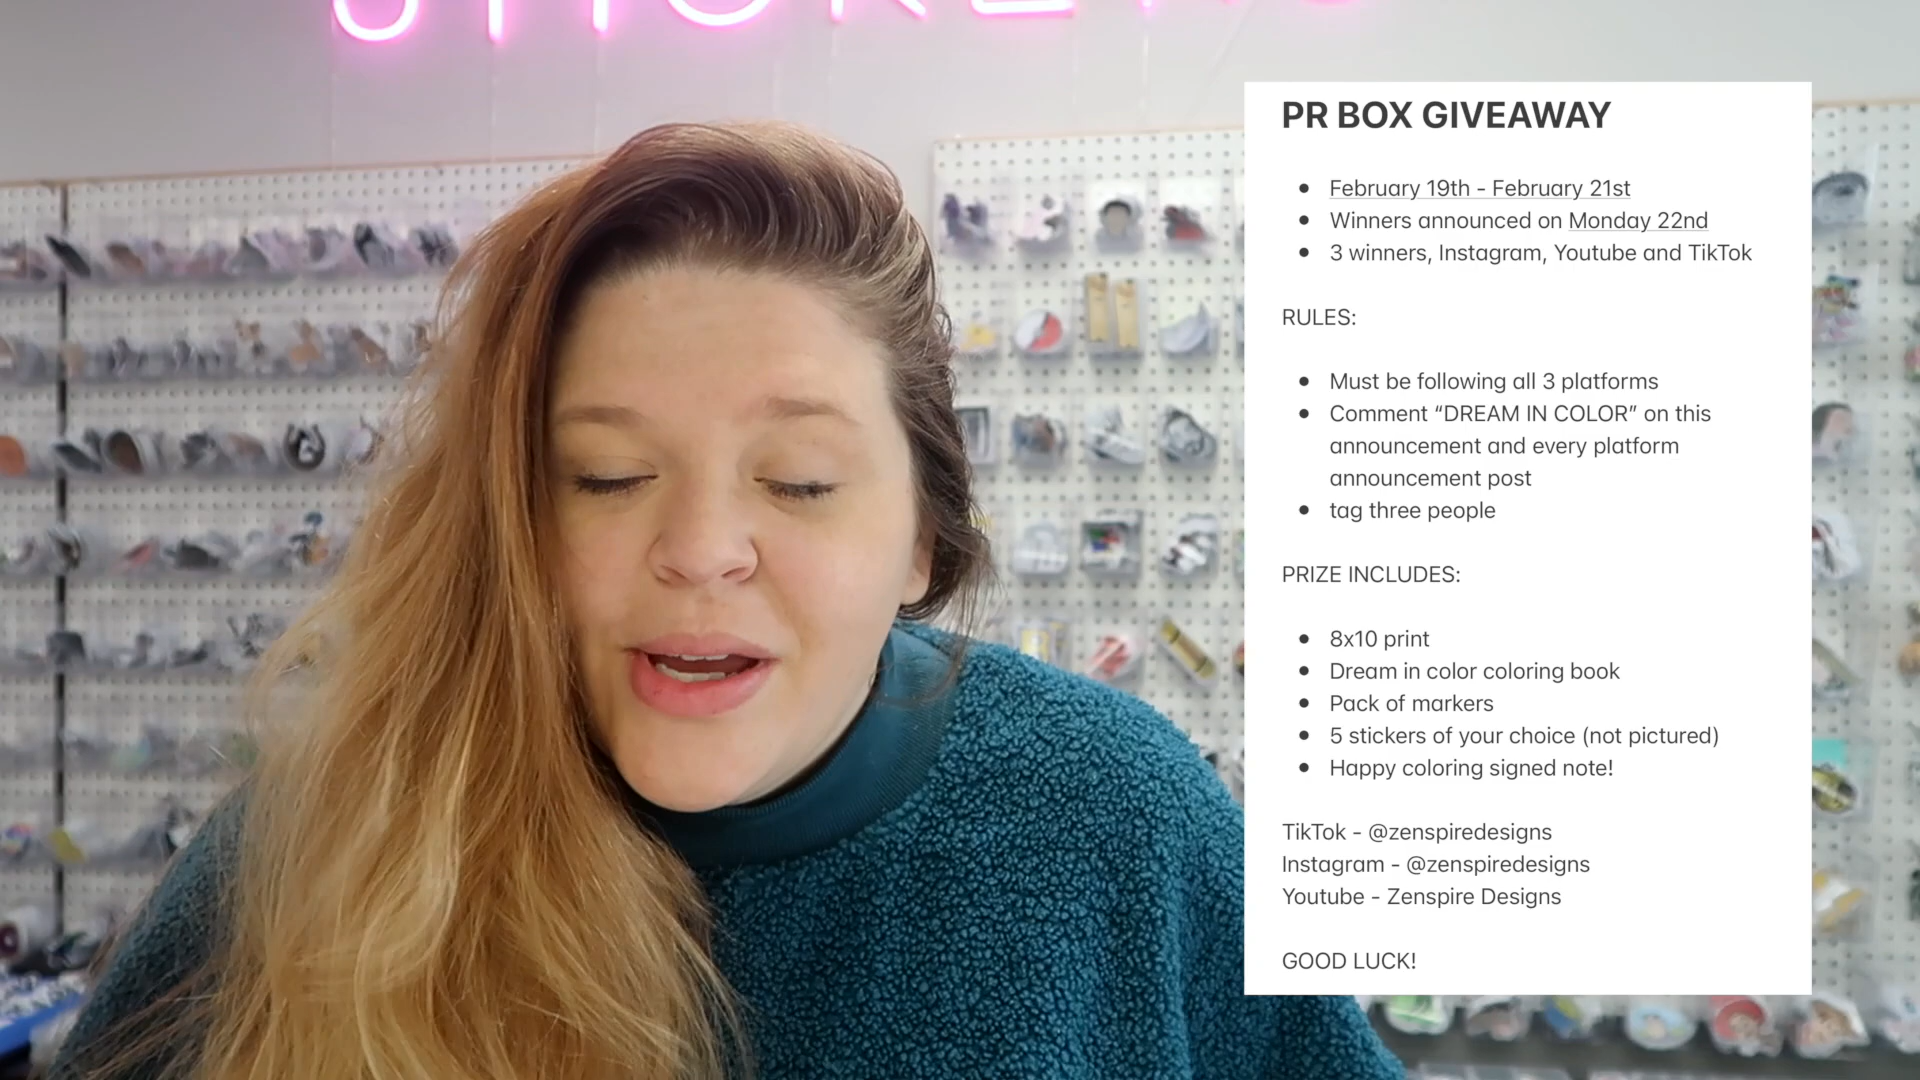 PR BOX GIVEAWAY
February 19th - February 21st
Winners announced on Monday 22nd
3 winners, Instagram, Youtube and TikTok
RULES:
Must be following all 3 platforms
Comment “DREAM IN COLOR” on this
announcement and every platform
announcement post
tag three people
PRIZE INCLUDES:
8x10 print
Dream in color coloring book
Pack of markers
5 stickers of your choice (not pictured)
Happy coloring signed note!
TikTok - @zenspiredesigns
Instagram - @zenspiredesigns
Youtube - Zenspire Designs
GOOD LUCK!